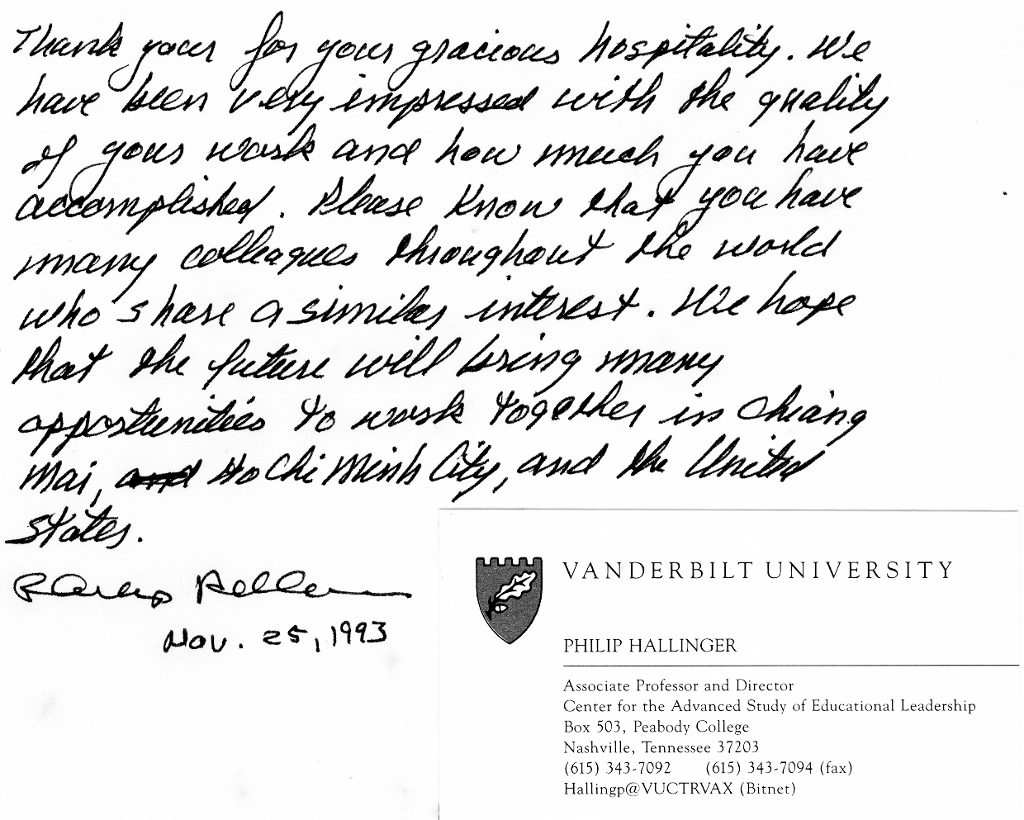 Thank your for your gracious hospitality. We
have been very impressed with the quality
of your work and how much you have
accomplished. Please know that you have
many colleagues throughout the world
who share a similar interest. We hope
that the future will bring many
opportunities to work together in Chiang
Mai, and Ho Chi Minh City, and the United
States.
Philip Hallinger
Nov. 25, 1993
VANDERBILT UNIVERSITY
PHILIP HALLINGER
Associate Professor and Director
Center for the Advanced Study of Educational Leadership
Box 503, Peabody College
Nashville, Tennessee 37203
(615) 343-7092 (615) 343-7094 (fax)
Hallingp@VUCTRVAX (Bitnet)